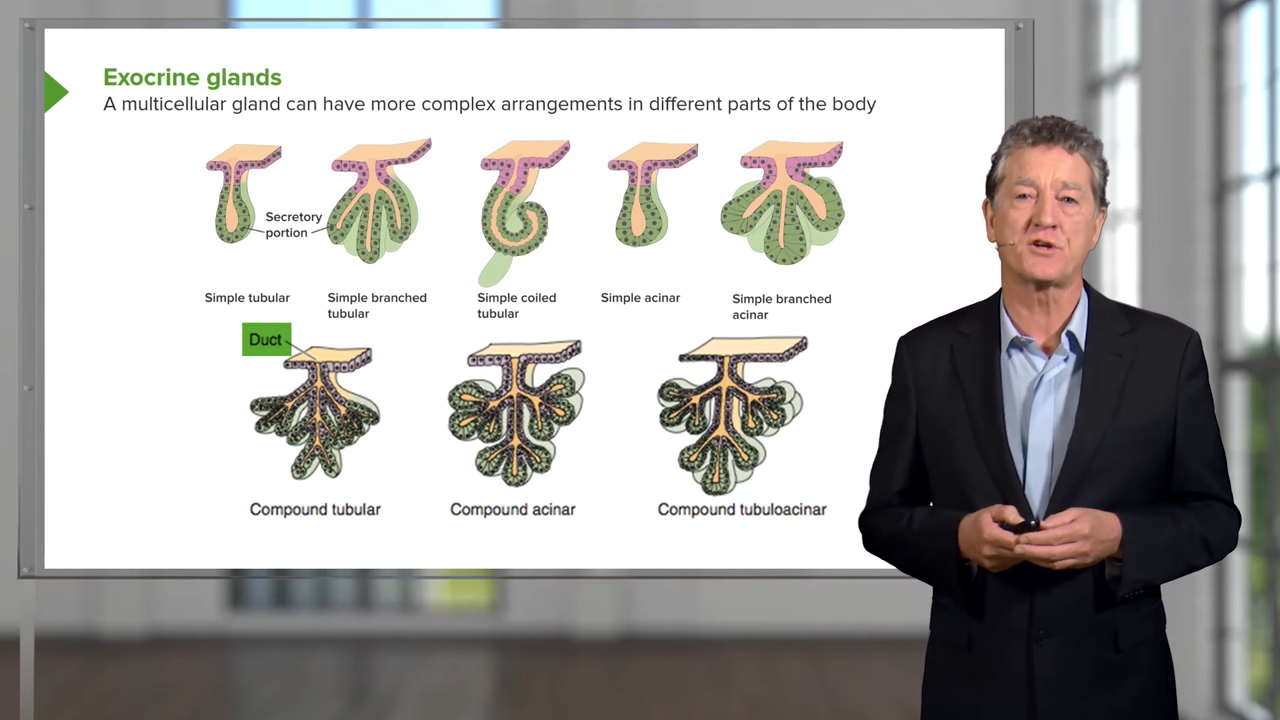 Exocrine glands
A multicellular gland can have more complex arrangements in different parts of the body
Secretory
portion
Simple tubular
Simple branched
tubular
Simple coiled
tubular
Simple acinar
Simple branched
acinar
Duct
Compound tubular
Compound acinar
Compound tubuloacinar